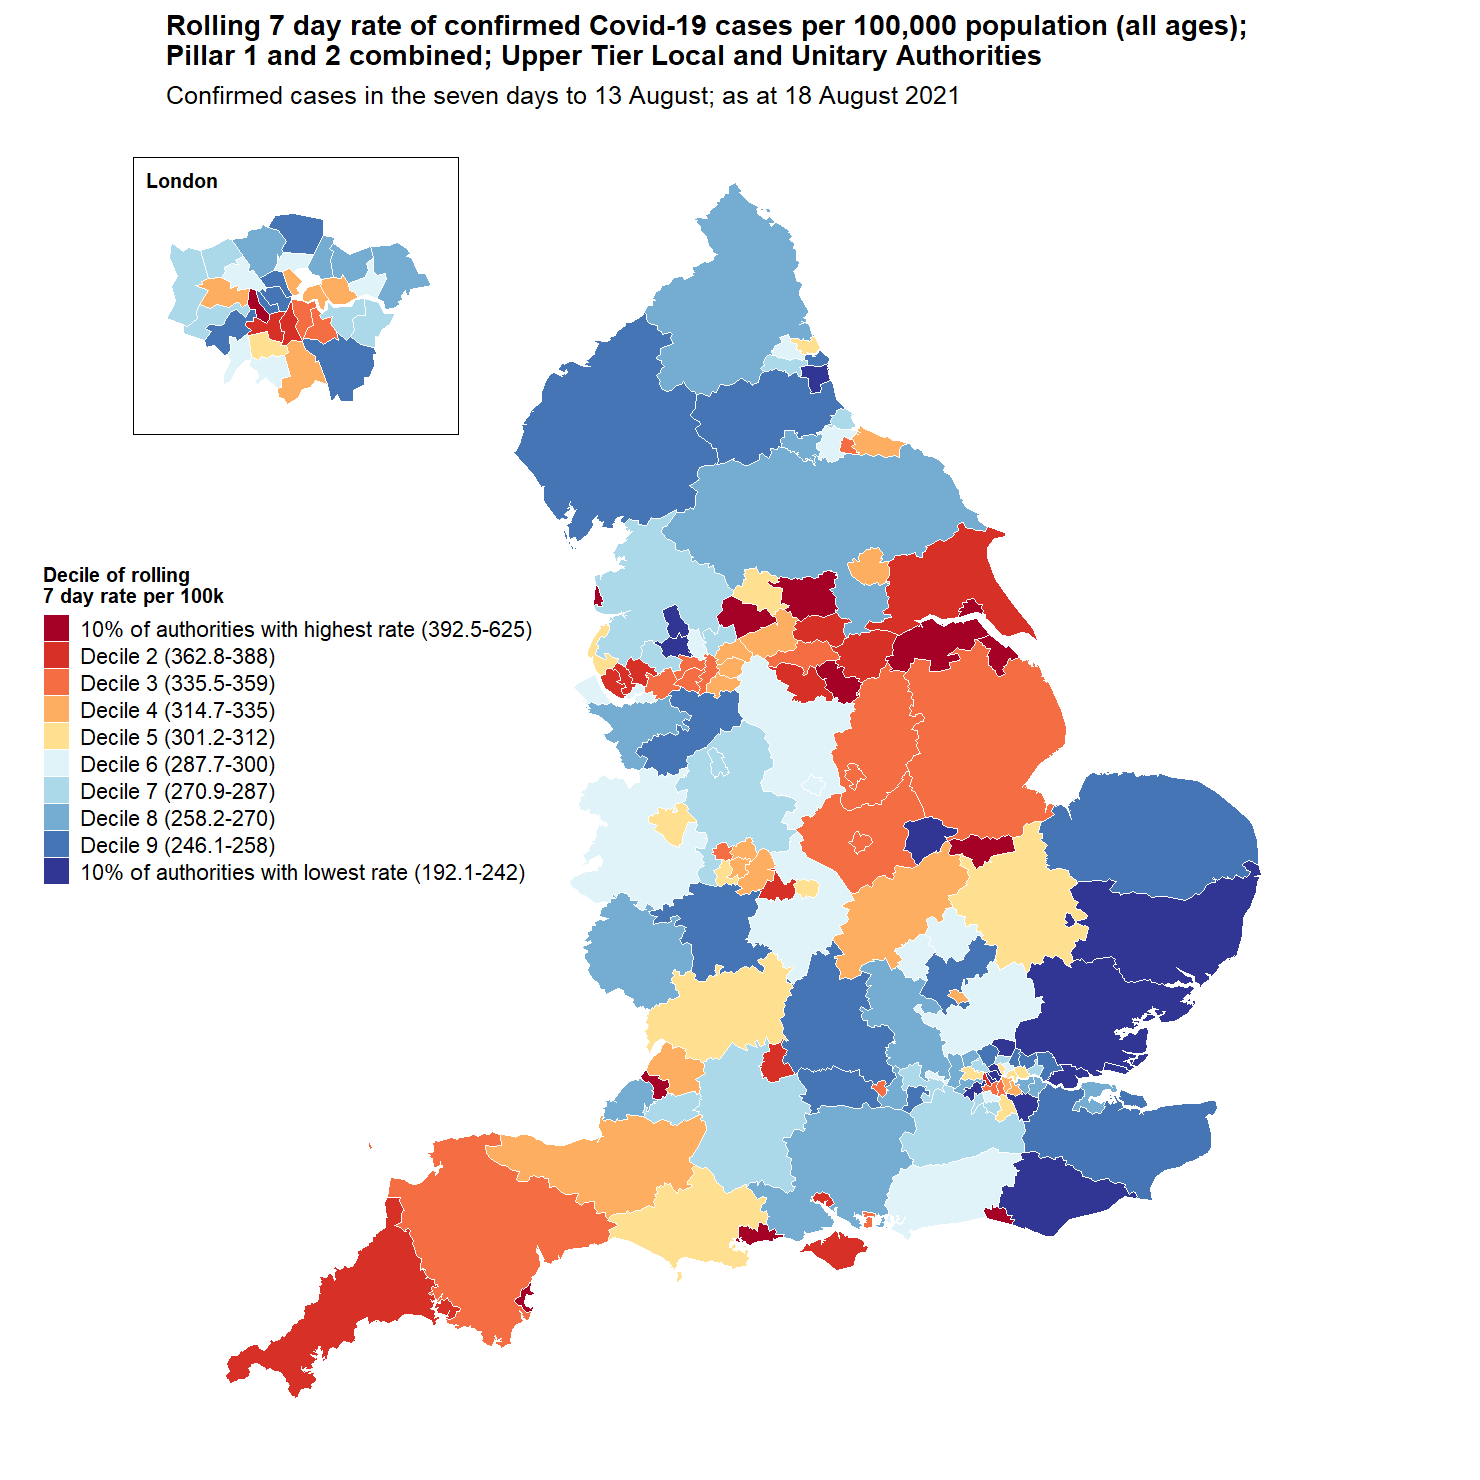 Rolling 7 day rate of confirmed Covid-19 cases per 100,000 population (all ages);
Pillar 1 and 2 combined; Upper Tier Local and Unitary Authorities
Confirmed cases in the seven days to 13 August; as at 18 August 2021
London
Decile of rolling
7 day rate per 100k
10% of authorities with highest rate (392.5-625)
Decile 2 (362.8-388)
Decile 3 (335.5-359)
Decile 4 (314.7-335)
Decile 5 (301.2-312)
Decile 6 (287.7-300)
Decile 7 (270.9-287)
Decile 8 (258.2-270)
Decile 9 (246.1-258)
10% of authorities with lowest rate (192.1-242)